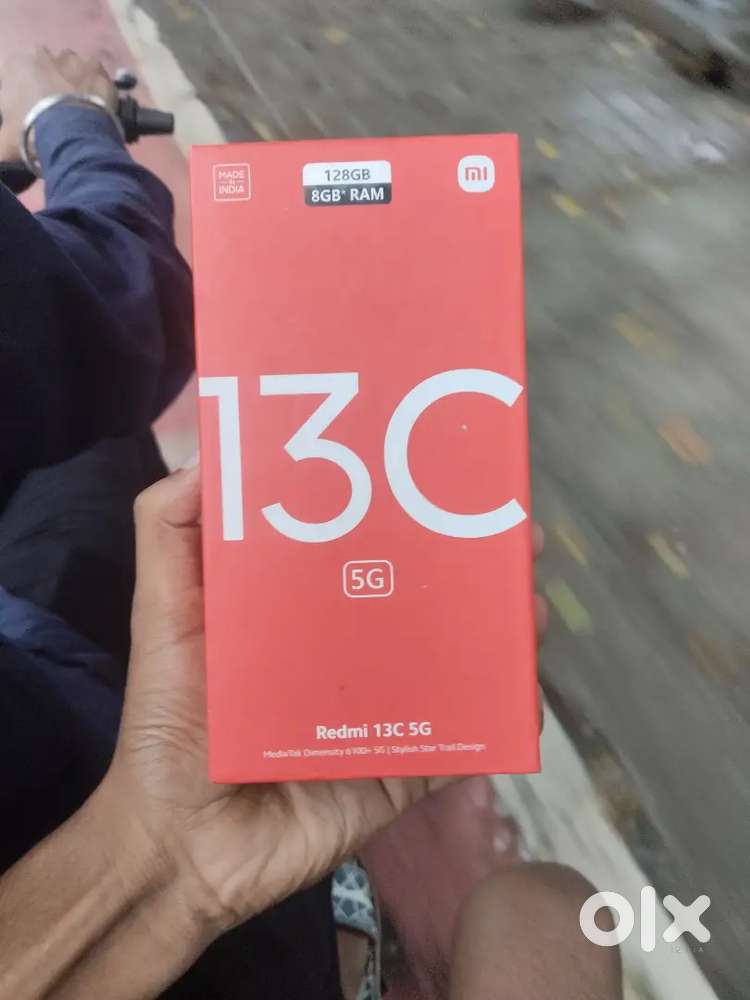 MADE
IN
INDIA
128GB
8GB* RAM
mi
13C
5G
Redmi 13C 5G
MediaTek Dimensity 6100+ 5G | Stylish Star Trail Design
olx
INDIA